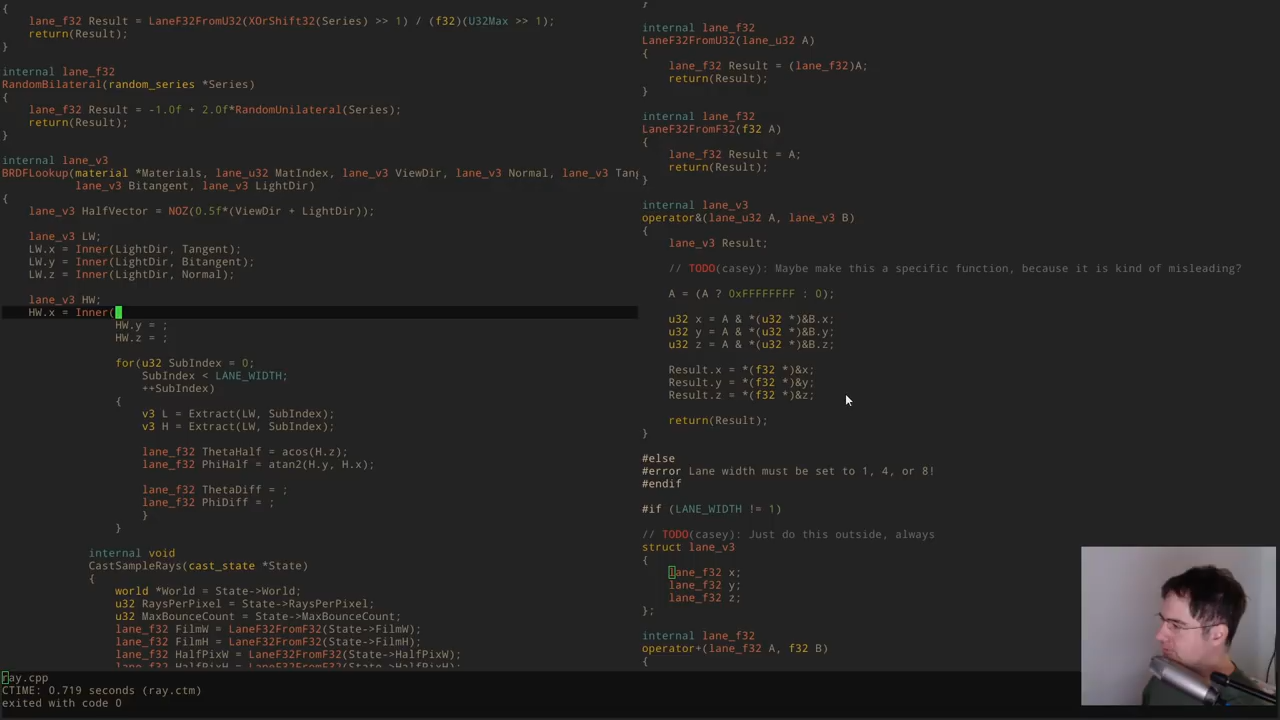 {
lane_f32 Result = LaneF32FromU32(XOrShift32(Series) >> 1) / (f32)(U32Max >> 1);
return(Result);
}
internal lane_f32
RandomBilateral(random_series *Series)
{
lane_f32 Result = -1.0f + 2.0f*RandomUnilateral(Series);
return(Result);
}
internal lane_v3
BRDFLookup(material *Materials, lane_u32 MatIndex, lane_v3 ViewDir, lane_v3 Normal, lane_v3 Tang
lane_v3 Bitangent, lane_v3 LightDir)
{
lane_v3 HalfVector = NOZ(0.5f*(ViewDir + LightDir));
lane_v3 LW;
LW.x = Inner(LightDir, Tangent);
LW.y = Inner(LightDir, Bitangent);
LW.z = Inner(LightDir, Normal);
lane_v3 HW;
HW.x = Inner(
HW.y = ;
HW.z = ;
for(u32 SubIndex = 0;
SubIndex < LANE_WIDTH;
++SubIndex)
{
v3 L = Extract(LW, SubIndex);
v3 H = Extract(LW, SubIndex);
lane_f32 ThetaHalf = acos(H.z);
lane_f32 PhiHalf = atan2(H.y, H.x);
lane_f32 ThetaDiff = ;
lane_f32 PhiDiff = ;
}
}
internal void
CastSampleRays(cast_state *State)
{
world *World = State->World;
u32 RaysPerPixel = State->RaysPerPixel;
u32 MaxBounceCount = State->MaxBounceCount;
lane_f32 FilmW = LaneF32FromF32(State->FilmW);
lane_f32 FilmH = LaneF32FromF32(State->FilmH);
lane_f32 HalfPixW = LaneF32FromF32(State->HalfPixW);
lane_f32 HalfPixH = LaneF32FromF32(State->HalfPixH);
internal lane_f32
LaneF32FromU32(lane_u32 A)
{
lane_f32 Result = (lane_f32)A;
return(Result);
}
internal lane_f32
LaneF32FromF32(f32 A)
{
lane_f32 Result = A;
return(Result);
}
internal lane_v3
operator&(lane_u32 A, lane_v3 B)
{
lane_v3 Result;
// TODO(casey): Maybe make this a specific function, because it is kind of misleading?
A = (A ? 0xFFFFFFFF : 0);
u32 x = A & *(u32 *)&B.x;
u32 y = A & *(u32 *)&B.y;
u32 z = A & *(u32 *)&B.z;
Result.x = *(f32 *)&x;
Result.y = *(f32 *)&y;
Result.z = *(f32 *)&z;
return(Result);
}
#else
#error Lane width must be set to 1, 4, or 8!
#endif
#if (LANE_WIDTH != 1)
// TODO(casey): Just do this outside, always
struct lane_v3
{
lane_f32 x;
lane_f32 y;
lane_f32 z;
};
internal lane_f32
operator+(lane_f32 A, f32 B)
{
ray.cpp
CTIME: 0.719 seconds (ray.ctm)
exited with code 0